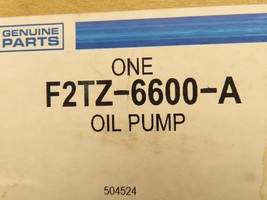 GENUINE
PARTS
ONE
F2TZ-6600-A
OIL PUMP
504524